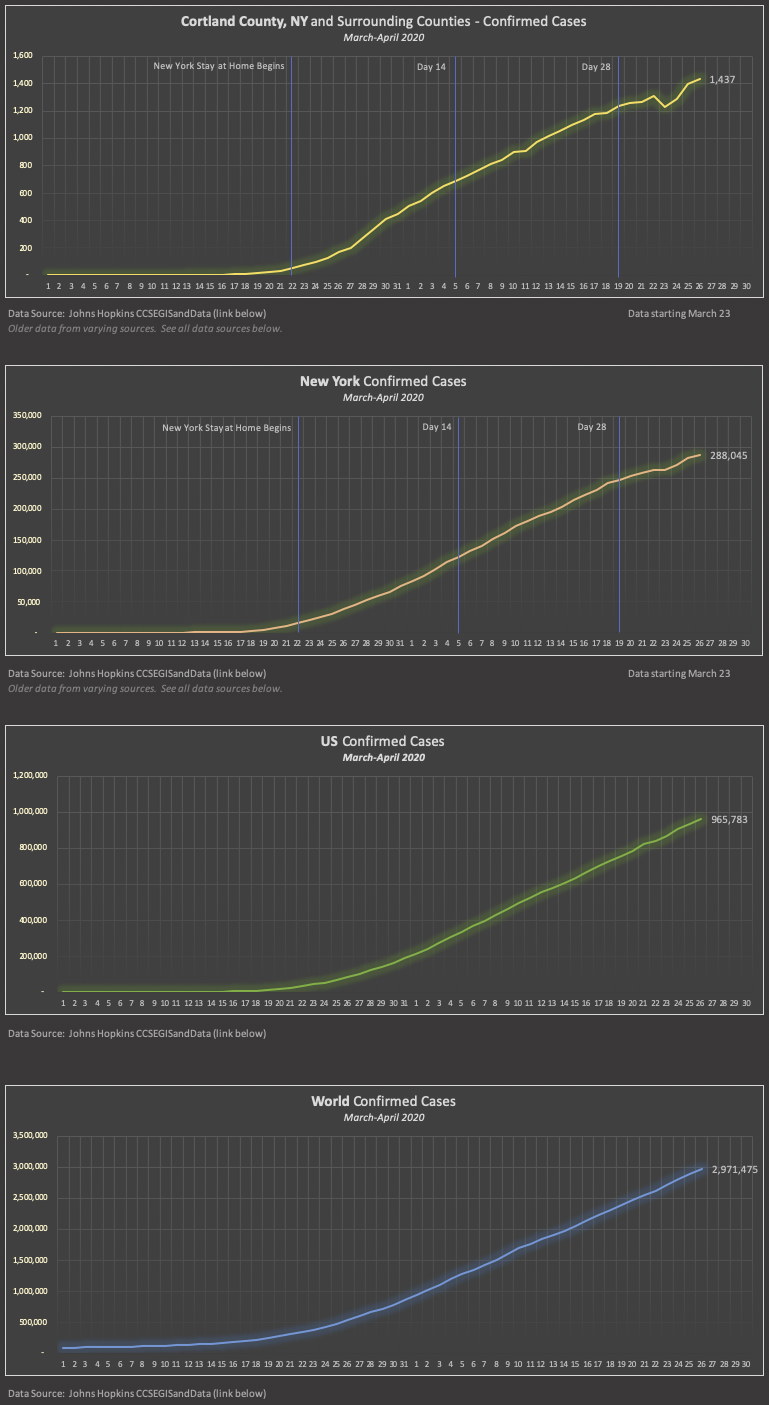 Cortland County, NY and Surrounding Counties - Confirmed Cases
March-April 2020
1,600
1,400
1,200
1,000
800
600
400
200
-
New York Stay at Home Begins
Day 14
Day 28
1,437
1 2 3 4 5 6 7 8 9 10 11 12 13 14 15 16 17 18 19 20 21 22 23 24 25 26 27 28 29 30 31 1 2 3 4 5 6 7 8 9 10 11 12 13 14 15 16 17 18 19 20 21 22 23 24 25 26 27 28 29 30
Data Source: Johns Hopkins CCSEGISandData (link below)
Data starting March 23
Older data from varying sources. See all data sources below.
New York Confirmed Cases
March-April 2020
350,000
300,000
250,000
200,000
150,000
100,000
50,000
-
New York Stay at Home Begins
Day 14
Day 28
288,045
1 2 3 4 5 6 7 8 9 10 11 12 13 14 15 16 17 18 19 20 21 22 23 24 25 26 27 28 29 30 31 1 2 3 4 5 6 7 8 9 10 11 12 13 14 15 16 17 18 19 20 21 22 23 24 25 26 27 28 29 30
Data Source: Johns Hopkins CCSEGISandData (link below)
Data starting March 23
Older data from varying sources. See all data sources below.
US Confirmed Cases
March-April 2020
1,200,000
1,000,000
800,000
600,000
400,000
200,000
-
965,783
1 2 3 4 5 6 7 8 9 10 11 12 13 14 15 16 17 18 19 20 21 22 23 24 25 26 27 28 29 30 31 1 2 3 4 5 6 7 8 9 10 11 12 13 14 15 16 17 18 19 20 21 22 23 24 25 26 27 28 29 30
Data Source: Johns Hopkins CCSEGISandData (link below)
World Confirmed Cases
March-April 2020
3,500,000
3,000,000
2,500,000
2,000,000
1,500,000
1,000,000
500,000
-
2,971,475
1 2 3 4 5 6 7 8 9 10 11 12 13 14 15 16 17 18 19 20 21 22 23 24 25 26 27 28 29 30 31 1 2 3 4 5 6 7 8 9 10 11 12 13 14 15 16 17 18 19 20 21 22 23 24 25 26 27 28 29 30
Data Source: Johns Hopkins CCSEGISandData (link below)